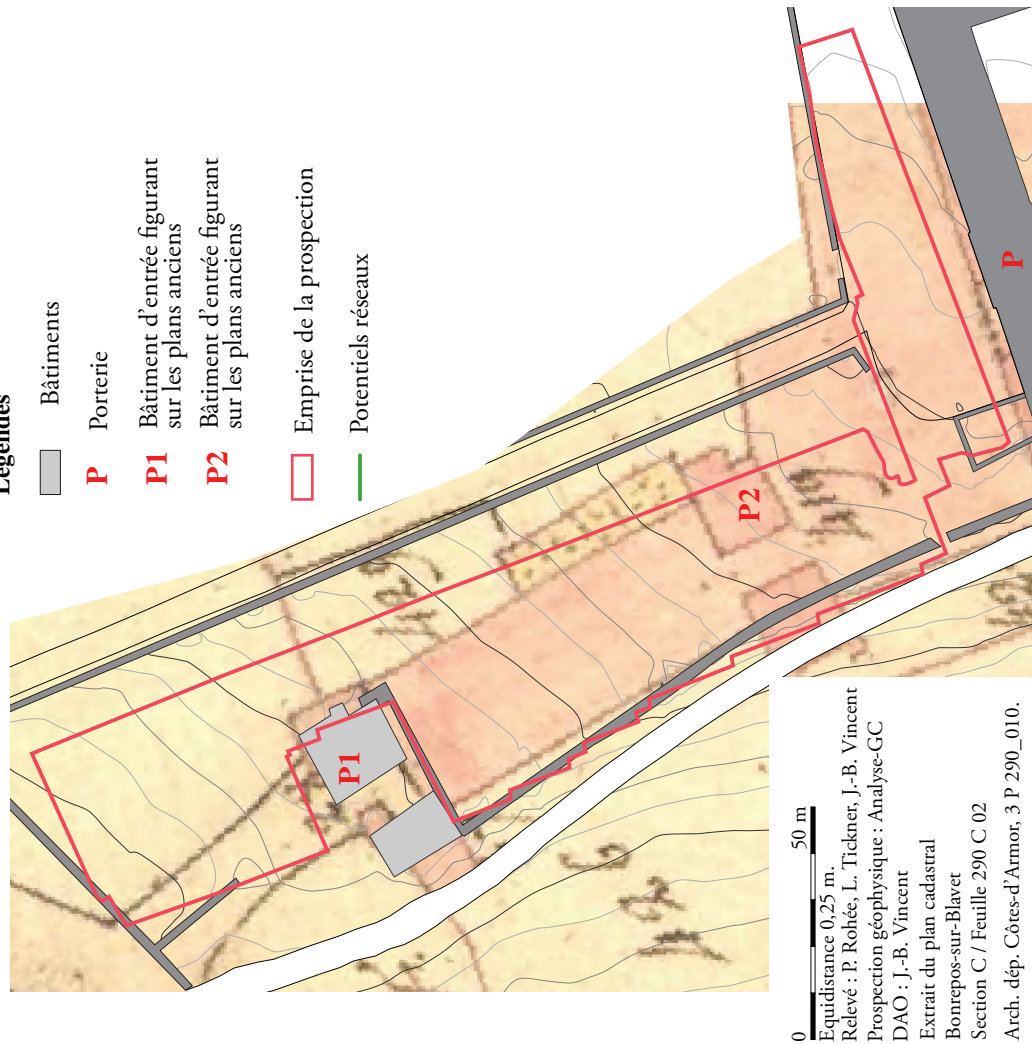 Légendes
Bâtiments
P Porterie
P1 Bâtiment d'entrée figurant
sur les plans anciens
P2 Bâtiment d'entrée figurant
sur les plans anciens
Emprise de la prospection
Potentiels réseaux
P1
P2
P
0 50 m
Equidistance 0,25 m.
Relevé : P. Rohée, L. Tickner, J.-B. Vincent
Prospection géophysique : Analyse-GC
DAO : J.-B. Vincent
Extrait du plan cadastral
Bonrepos-sur-Blavet
Section C / Feuille 290 C 02
Arch. dép. Côtes-d'Armor, 3 P 290_010.